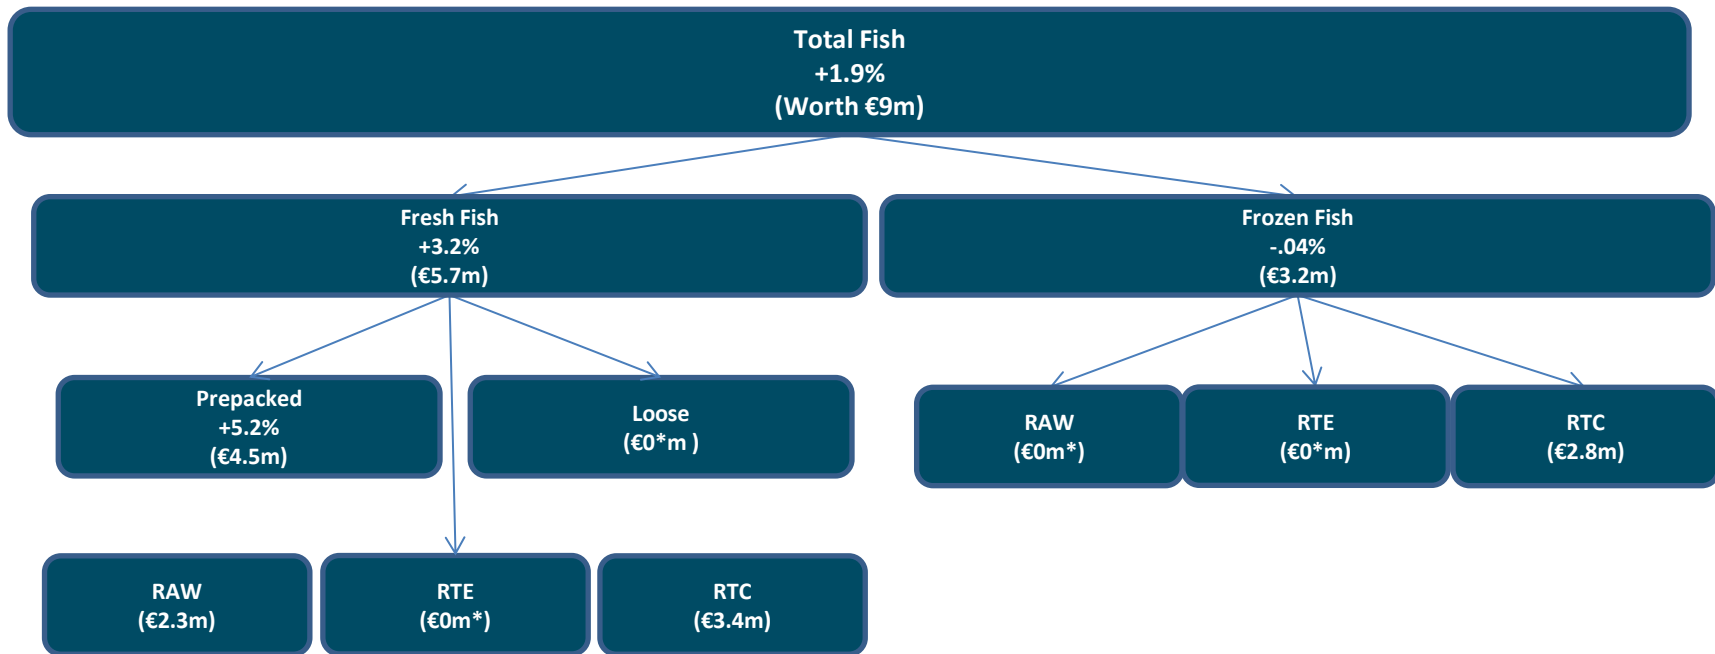 Total Fish
+1.9%
(Worth €9m)
Fresh Fish
+3.2%
(€5.7m)
Frozen Fish
-.04%
(€3.2m)
Prepacked
+5.2%
(€4.5m)
Loose
(€0*m )
RAW
(€0m*)
RTE
(€0*m)
RTC
(€2.8m)
RAW
(€2.3m)
RTE
(€0m*)
RTC
(€3.4m)